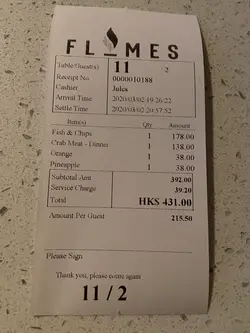 FLAMES
Table/Guest(s) 11 / 2
Receipt No. 0000010188
Cashier Jules
Arrival Time 2020/03/02 19:26:22
Settle Time 2020/03/02 20:57:52
Item(s) Qty Amount
Fish & Chips 1 178.00
Crab Meat - Dinner 1 138.00
Orange 1 38.00
Pineapple 1 38.00
Subtotal Amt 392.00
Service Charge 39.20
Total HK$ 431.00
Amount Per Guest 215.50
Please Sign
Thank you, please come again
11 / 2